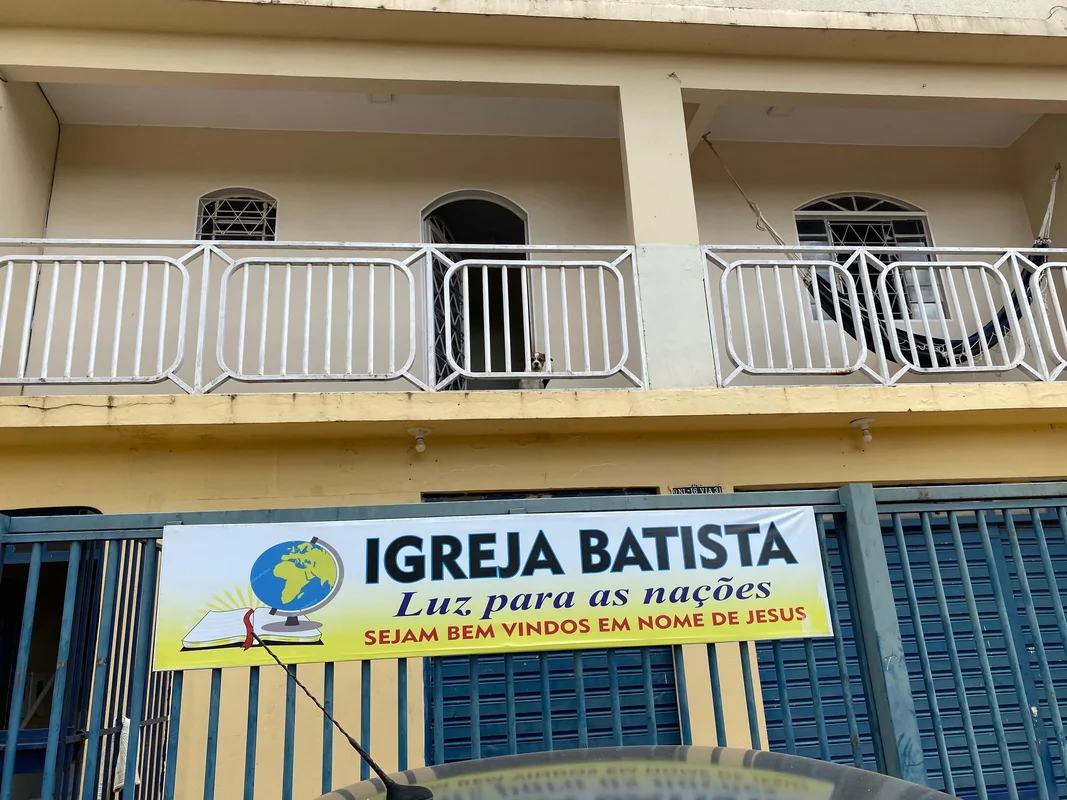 IGREJA BATISTA
Luz para as nações
SEJAM BEM VINDOS EM NOME DE JESUS